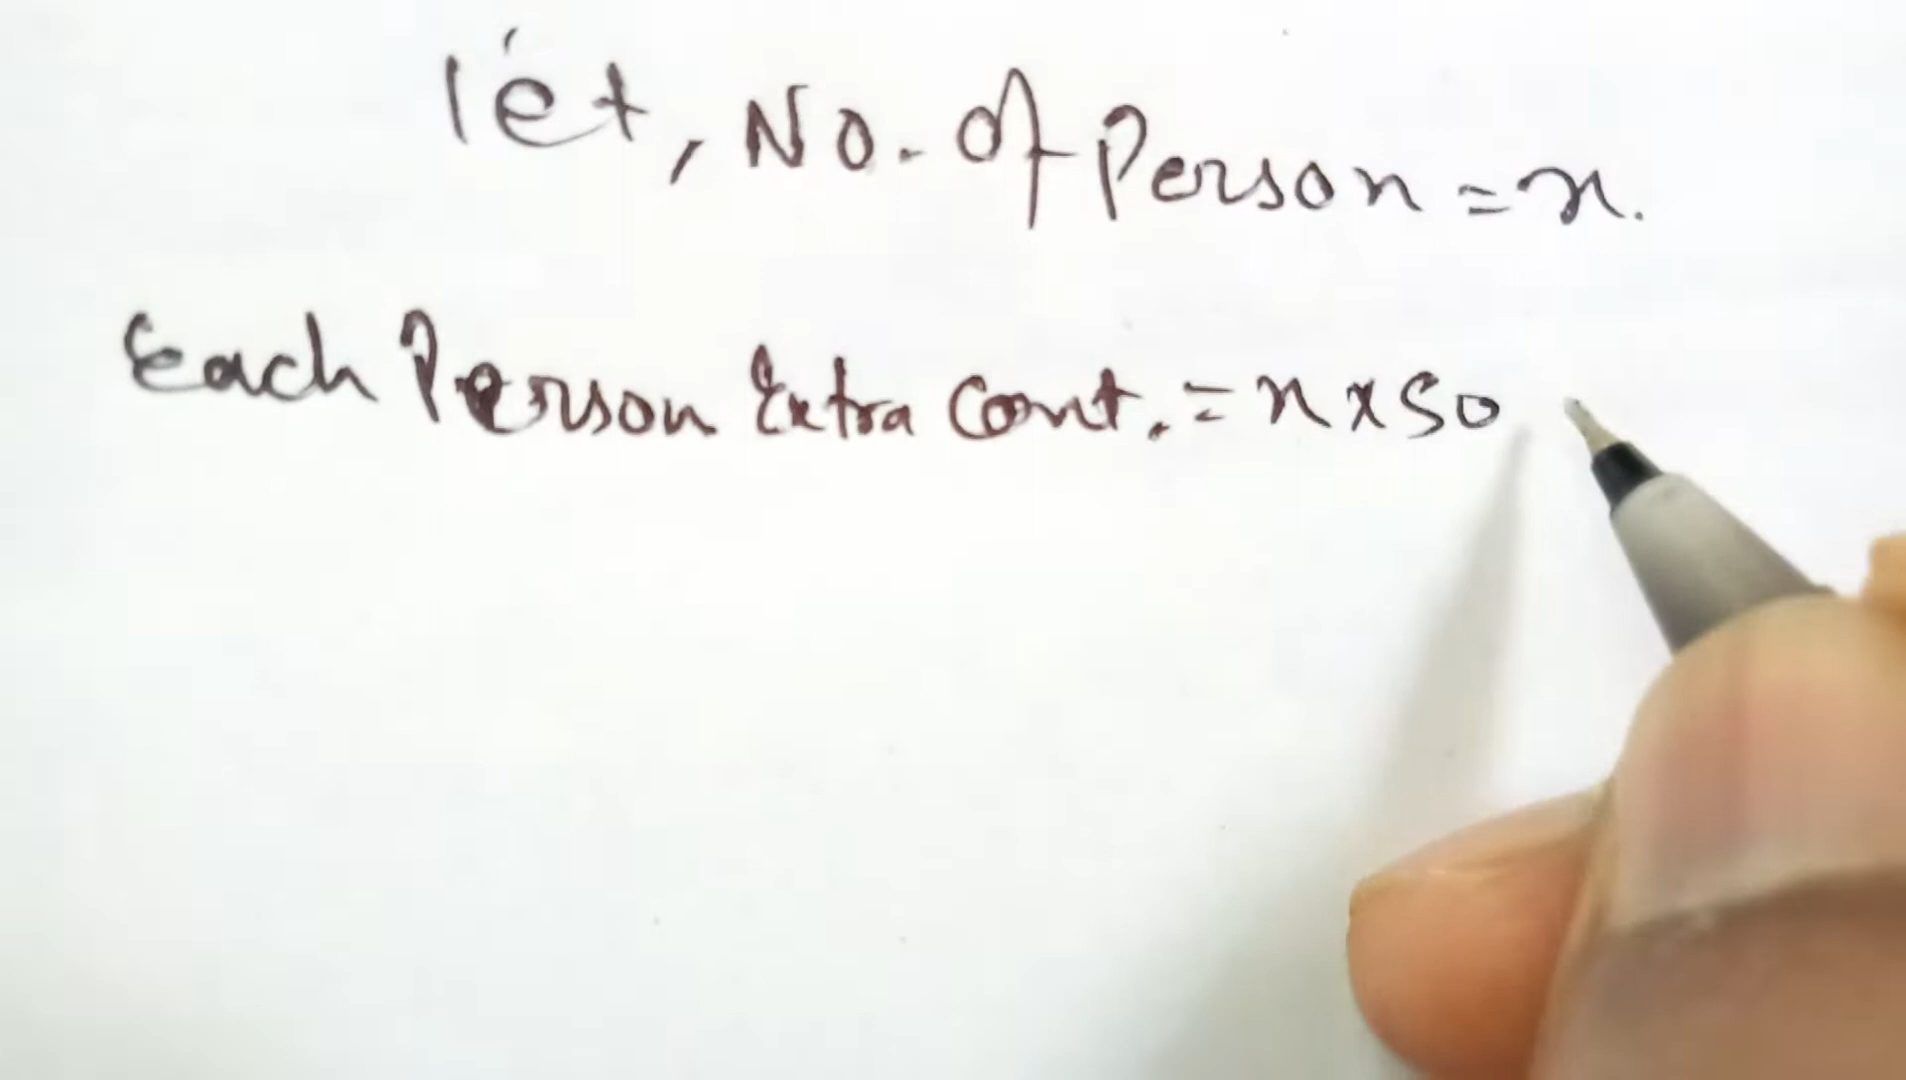 let, No. of Person = x.
Each Person Extra Cont. = x x 50